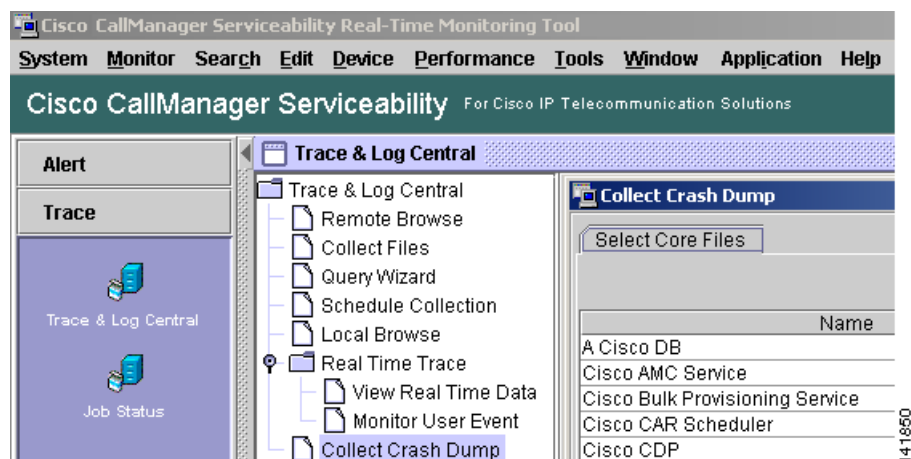 Cisco CallManager Serviceability Real-Time Monitoring Tool
System Monitor Search Edit Device Performance Tools Window Application Help
Cisco CallManager Serviceability For Cisco IP Telecommunication Solutions
Alert
Trace
Trace & Log Central
Job Status
Trace & Log Central
Trace & Log Central
Remote Browse
Collect Files
Query Wizard
Schedule Collection
Local Browse
Real Time Trace
View Real Time Data
Monitor User Event
Collect Crash Dump
Collect Crash Dump
Select Core Files
Name
A Cisco DB
Cisco AMC Service
Cisco Bulk Provisioning Service
Cisco CAR Scheduler
Cisco CDP
141850